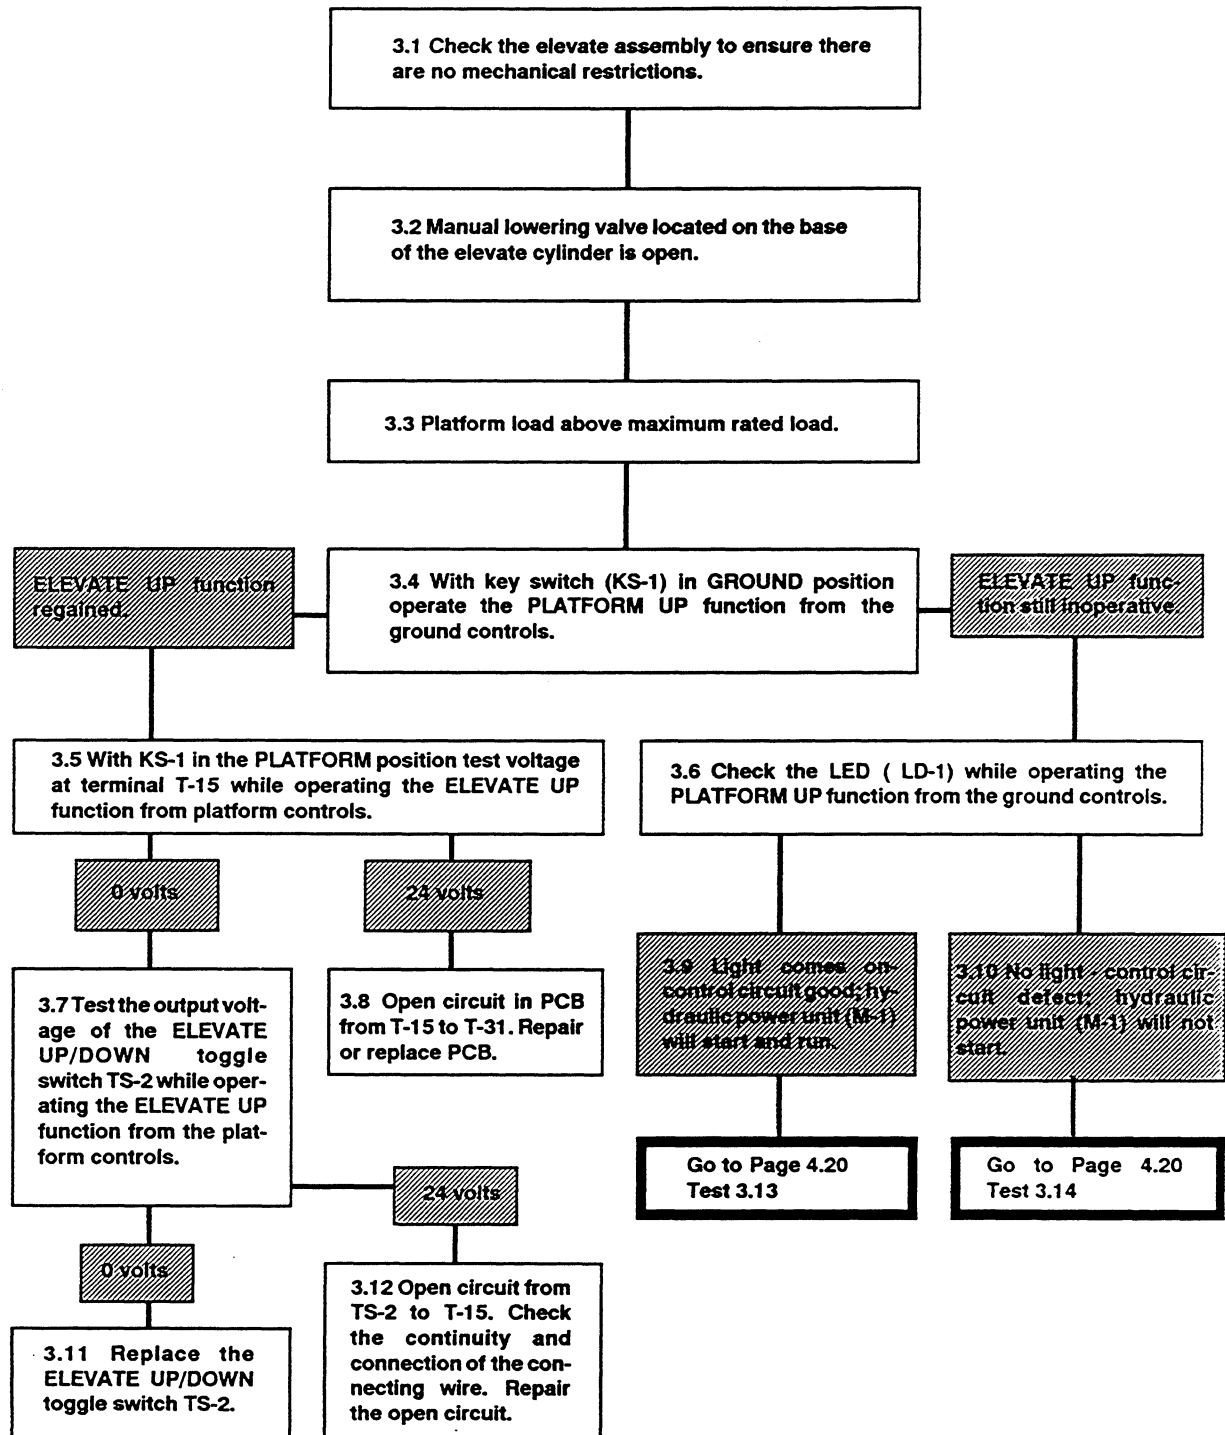 3.1 Check the elevate assembly to ensure there
are no mechanical restrictions.
3.2 Manual lowering valve located on the base
of the elevate cylinder is open.
3.3 Platform load above maximum rated load.
ELEVATE UP function
regained.
3.4 With key switch (KS-1) in GROUND position
operate the PLATFORM UP function from the
ground controls.
ELEVATE UP func-
tion still inoperative.
3.5 With KS-1 in the PLATFORM position test voltage
at terminal T-15 while operating the ELEVATE UP
function from platform controls.
3.6 Check the LED ( LD-1) while operating the
PLATFORM UP function from the ground controls.
0 volts
24 volts
3.7 Test the output volt-
age of the ELEVATE
UP/DOWN toggle
switch TS-2 while oper-
ating the ELEVATE UP
function from the plat-
form controls.
3.8 Open circuit in PCB
from T-15 to T-31. Repair
or replace PCB.
3.9 Light comes on-
control circuit good; hy-
draulic power unit (M-1)
will start and run.
3.10 No light - control cir-
cuit defect; hydraulic
power unit (M-1) will not
start.
Go to Page 4.20
Test 3.13
Go to Page 4.20
Test 3.14
24 volts
0 volts
3.11 Replace the
ELEVATE UP/DOWN
toggle switch TS-2.
3.12 Open circuit from
TS-2 to T-15. Check
the continuity and
connection of the con-
necting wire. Repair
the open circuit.